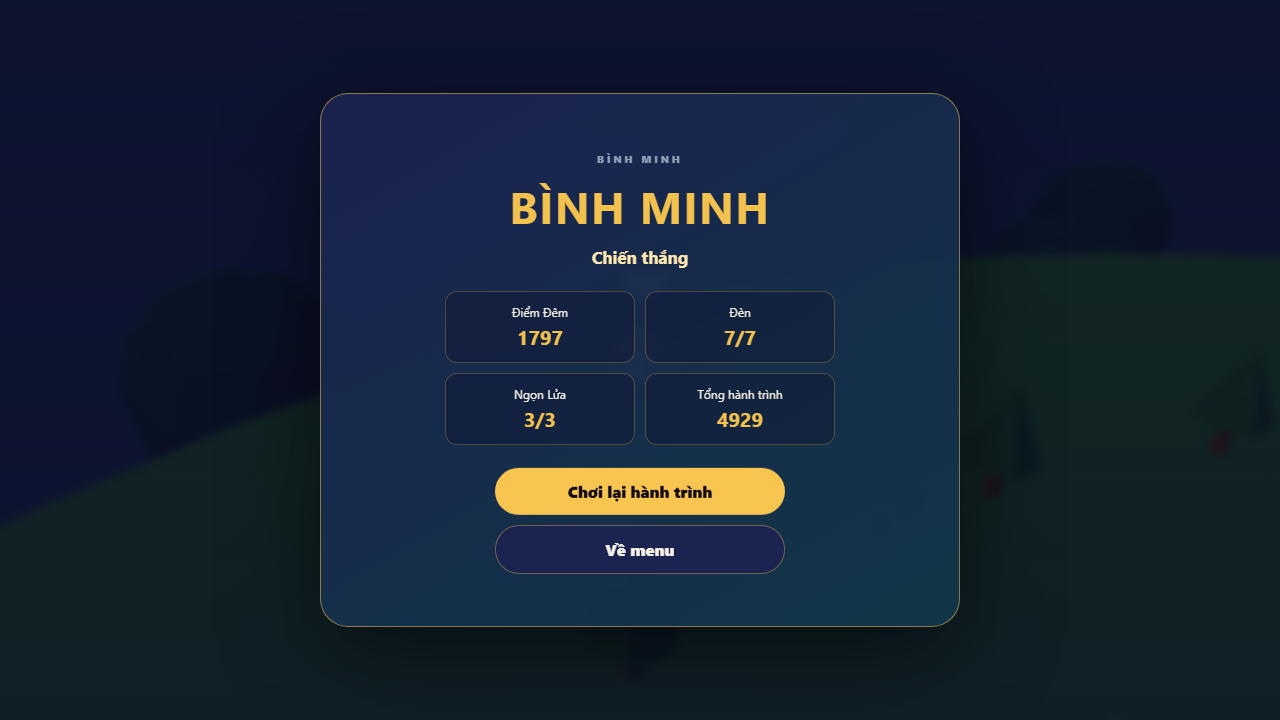 BÌNH MINH
BÌNH MINH
Chiến thắng
Điểm Đêm
1797
Đèn
7/7
Ngọn Lửa
3/3
Tổng hành trình
4929
Chơi lại hành trình
Về menu